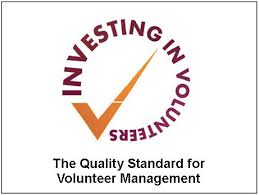 INVESTING IN VOLUNTEERS
The Quality Standard for
Volunteer Management